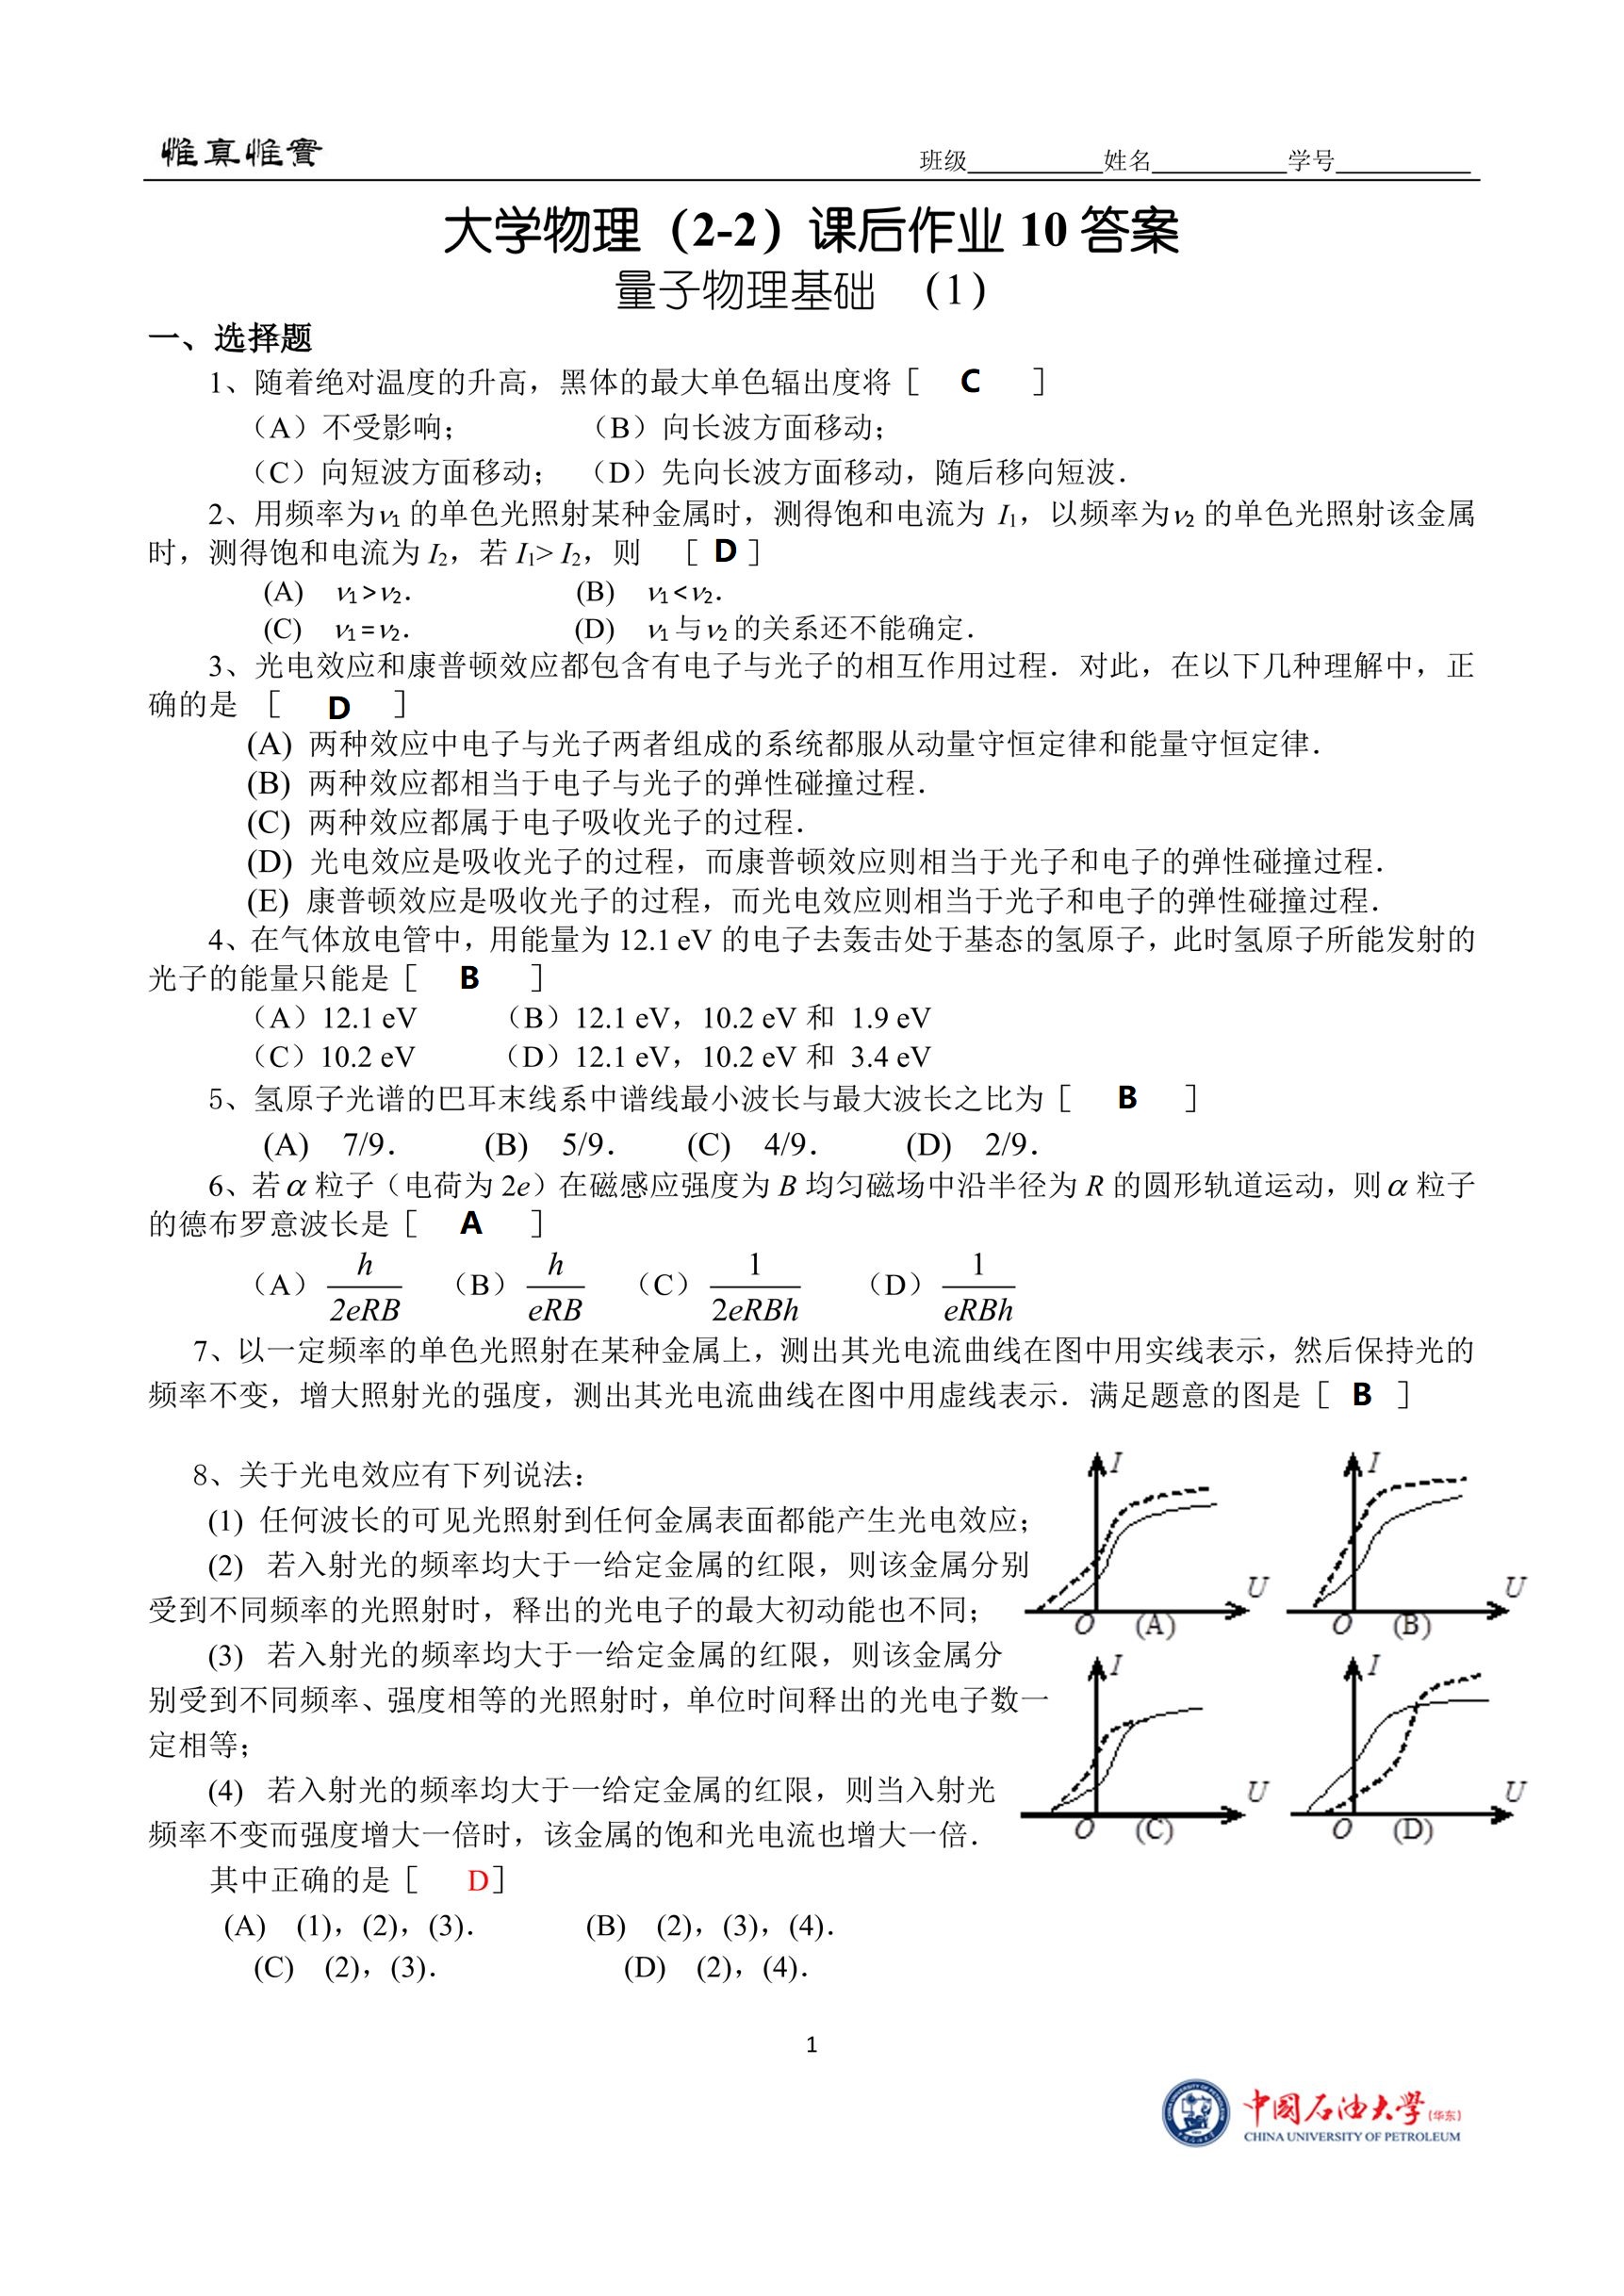 惟真惟實
班级 姓名 学号
大学物理（2-2）课后作业 10 答案
量子物理基础 （1）
一、选择题
1、随着绝对温度的升高，黑体的最大单色辐出度将［ C ］
（A）不受影响； （B）向长波方面移动；
（C）向短波方面移动； （D）先向长波方面移动，随后移向短波．
2、用频率为ν1 的单色光照射某种金属时，测得饱和电流为 I1，以频率为ν2 的单色光照射该金属
时，测得饱和电流为 I2，若 I1> I2，则 ［ D ］
(A) ν1 >ν2． (B) ν1 <ν2．
(C) ν1 =ν2． (D) ν1 与ν2 的关系还不能确定．
3、光电效应和康普顿效应都包含有电子与光子的相互作用过程．对此，在以下几种理解中，正
确的是 ［ D ］
(A) 两种效应中电子与光子两者组成的系统都服从动量守恒定律和能量守恒定律．
(B) 两种效应都相当于电子与光子的弹性碰撞过程．
(C) 两种效应都属于电子吸收光子的过程．
(D) 光电效应是吸收光子的过程，而康普顿效应则相当于光子和电子的弹性碰撞过程．
(E) 康普顿效应是吸收光子的过程，而光电效应则相当于光子和电子的弹性碰撞过程．
4、在气体放电管中，用能量为 12.1 eV 的电子去轰击处于基态的氢原子，此时氢原子所能发射的
光子的能量只能是［ B ］
（A）12.1 eV （B）12.1 eV，10.2 eV 和 1.9 eV
（C）10.2 eV （D）12.1 eV，10.2 eV 和 3.4 eV
5、氢原子光谱的巴耳末线系中谱线最小波长与最大波长之比为［ B ］
(A) 7/9． (B) 5/9． (C) 4/9． (D) 2/9．
6、若α 粒子（电荷为 2e）在磁感应强度为 B 均匀磁场中沿半径为 R 的圆形轨道运动，则α 粒子
的德布罗意波长是［ A ］
（A）h/2eRB （B）h/eRB （C）1/2eRBh （D）1/eRBh
7、以一定频率的单色光照射在某种金属上，测出其光电流曲线在图中用实线表示，然后保持光的
频率不变，增大照射光的强度，测出其光电流曲线在图中用虚线表示．满足题意的图是［ B ］
8、关于光电效应有下列说法：
(1) 任何波长的可见光照射到任何金属表面都能产生光电效应；
(2) 若入射光的频率均大于一给定金属的红限，则该金属分别
受到不同频率的光照射时，释出的光电子的最大初动能也不同；
(3) 若入射光的频率均大于一给定金属的红限，则该金属分
别受到不同频率、强度相等的光照射时，单位时间释出的光电子数一
定相等；
(4) 若入射光的频率均大于一给定金属的红限，则当入射光
频率不变而强度增大一倍时，该金属的饱和光电流也增大一倍．
其中正确的是［ D］
(A) (1)，(2)，(3)． (B) (2)，(3)，(4)．
(C) (2)，(3)． (D) (2)，(4)．
I I
U U
O (A) O (B)
I I
U U
O (C) O (D)
1
中國石油大学(华东)
CHINA UNIVERSITY OF PETROLEUM